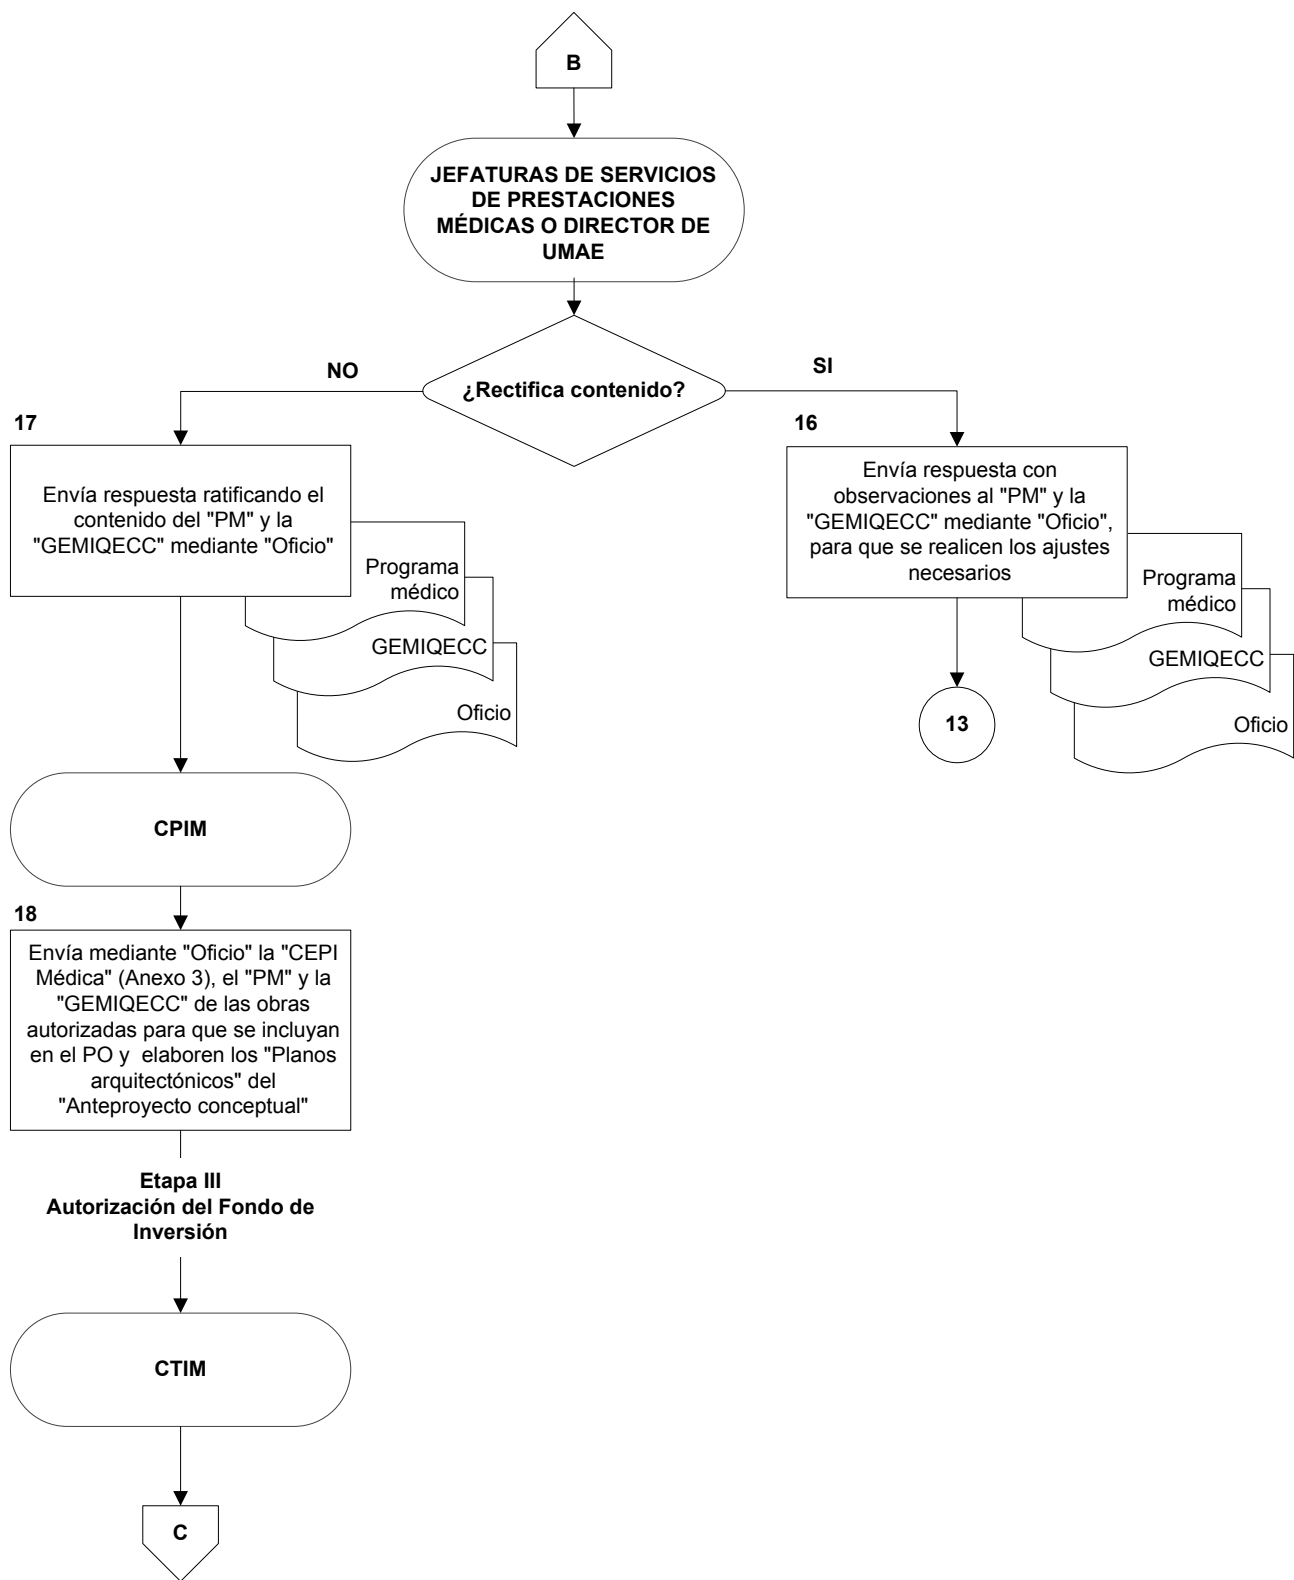 B
JEFATURAS DE SERVICIOS
DE PRESTACIONES
MÉDICAS O DIRECTOR DE
UMAE
¿Rectifica contenido?
NO
SI
17
Envía respuesta ratificando el
contenido del "PM" y la
"GEMIQECC" mediante "Oficio"
Programa
médico
GEMIQECC
Oficio
16
Envía respuesta con
observaciones al "PM" y la
"GEMIQECC" mediante "Oficio",
para que se realicen los ajustes
necesarios
Programa
médico
GEMIQECC
Oficio
13
CPIM
18
Envía mediante "Oficio" la "CEPI
Médica" (Anexo 3), el "PM" y la
"GEMIQECC" de las obras
autorizadas para que se incluyan
en el PO y  elaboren los "Planos
arquitectónicos" del
"Anteproyecto conceptual"
Etapa III
Autorización del Fondo de
Inversión
CTIM
C